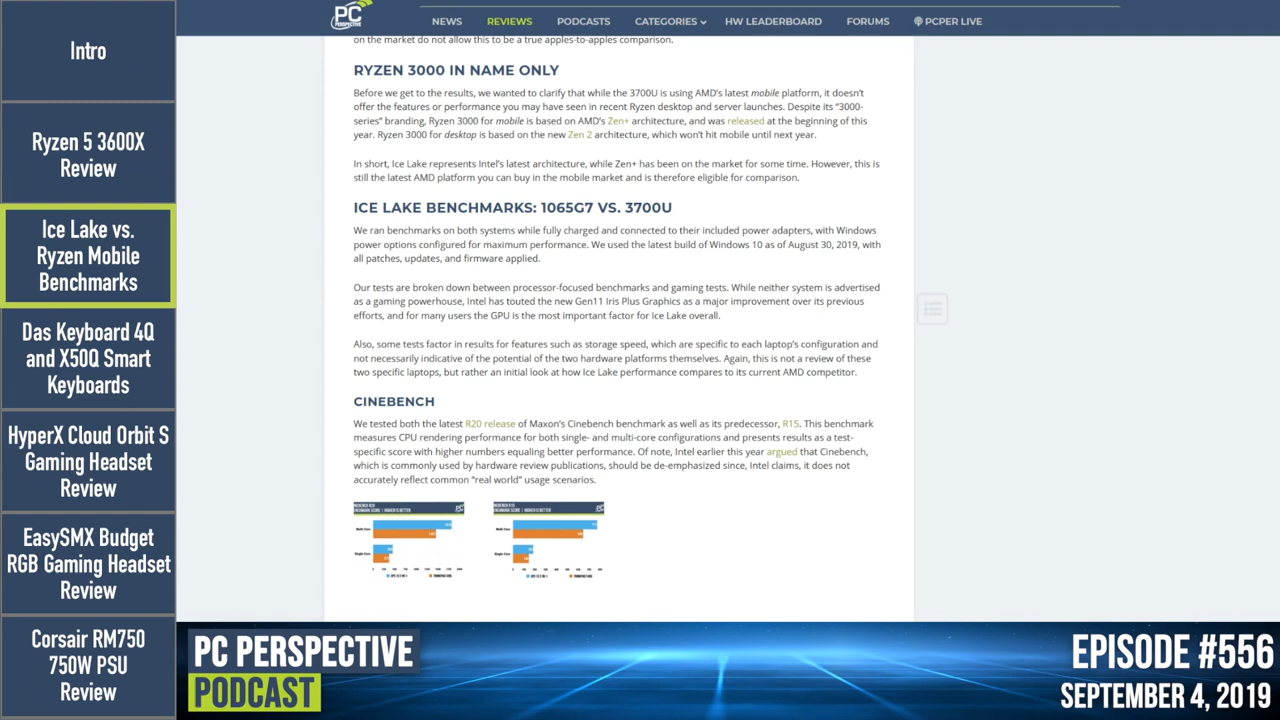 Intro
Ryzen 5 3600X
Review
Ice Lake vs.
Ryzen Mobile
Benchmarks
Das Keyboard 4Q
and X50Q Smart
Keyboards
HyperX Cloud Orbit S
Gaming Headset
Review
EasySMX Budget
RGB Gaming Headset
Review
Corsair RM750
750W PSU
Review
PC
PERSPECTIVE
NEWS REVIEWS PODCASTS CATEGORIES HW LEADERBOARD FORUMS PCPER LIVE
on the market do not allow this to be a true apples-to-apples comparison.
RYZEN 3000 IN NAME ONLY
Before we get to the results, we wanted to clarify that while the 3700U is using AMD's latest mobile platform, it doesn't
offer the features or performance you may have seen in recent Ryzen desktop and server launches. Despite its "3000-
series" branding, Ryzen 3000 for mobile is based on AMD's Zen+ architecture, and was released at the beginning of this
year. Ryzen 3000 for desktop is based on the new Zen 2 architecture, which won't hit mobile until next year.
In short, Ice Lake represents Intel's latest architecture, while Zen+ has been on the market for some time. However, this is
still the latest AMD platform you can buy in the mobile market and is therefore eligible for comparison.
ICE LAKE BENCHMARKS: 1065G7 VS. 3700U
We ran benchmarks on both systems while fully charged and connected to their included power adapters, with Windows
power options configured for maximum performance. We used the latest build of Windows 10 as of August 30, 2019, with
all patches, updates, and firmware applied.
Our tests are broken down between processor-focused benchmarks and gaming tests. While neither system is advertised
as a gaming powerhouse, Intel has touted the new Gen11 Iris Plus Graphics as a major improvement over its previous
efforts, and for many users the GPU is the most important factor for Ice Lake overall.
Also, some tests factor in results for features such as storage speed, which are specific to each laptop's configuration and
not necessarily indicative of the potential of the two hardware platforms themselves. Again, this is not a review of these
two specific laptops, but rather an initial look at how Ice Lake performance compares to its current AMD competitor.
CINEBENCH
We tested both the latest R20 release of Maxon's Cinebench benchmark as well as its predecessor, R15. This benchmark
measures CPU rendering performance for both single- and multi-core configurations and presents results as a test-
specific score with higher numbers equaling better performance. Of note, Intel earlier this year argued that Cinebench,
which is commonly used by hardware review publications, should be de-emphasized since, Intel claims, it does not
accurately reflect common "real world" usage scenarios.
PC PERSPECTIVE
PODCAST
EPISODE #556
SEPTEMBER 4, 2019